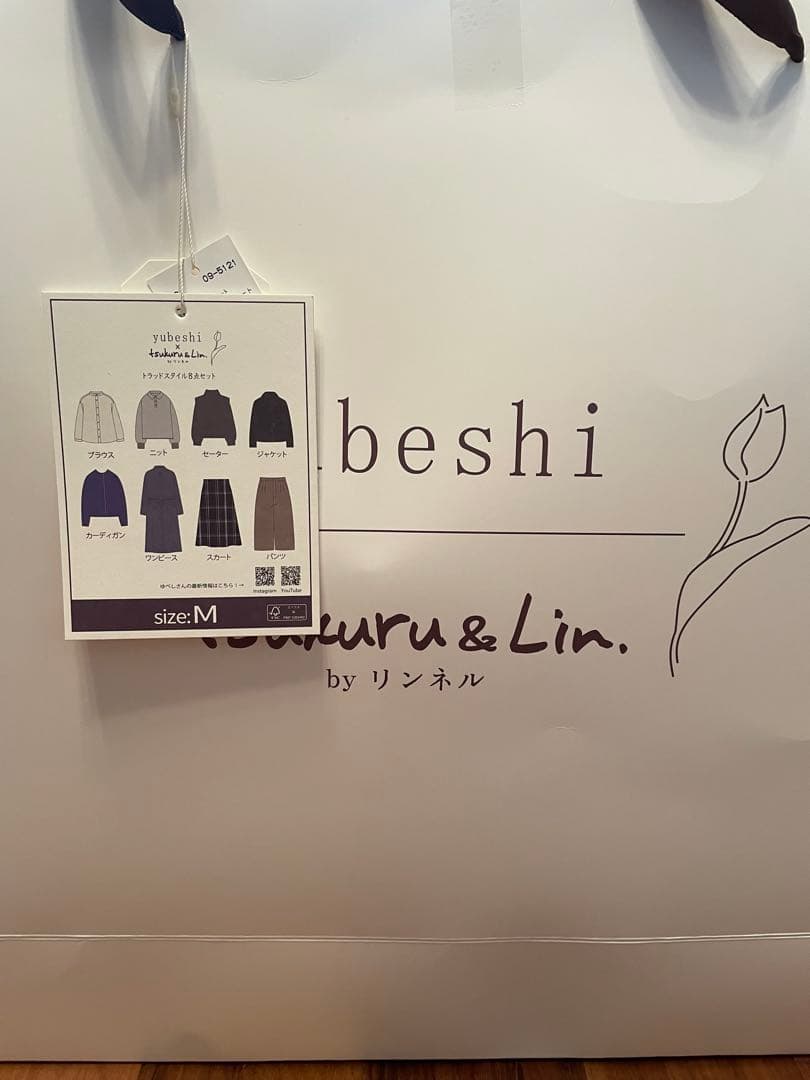 09-5121
yubeshi
×
tsukuru&Lin.
by リンネル
トラッドスタイル8点セット
ブラウス ニット セーター ジャケット
カーディガン ワンピース スカート パンツ
ゆべしさんの最新情報はこちら!→
Instagram YouTube
size:M
FSC
beshi
tsukuru&Lin.
by リンネル